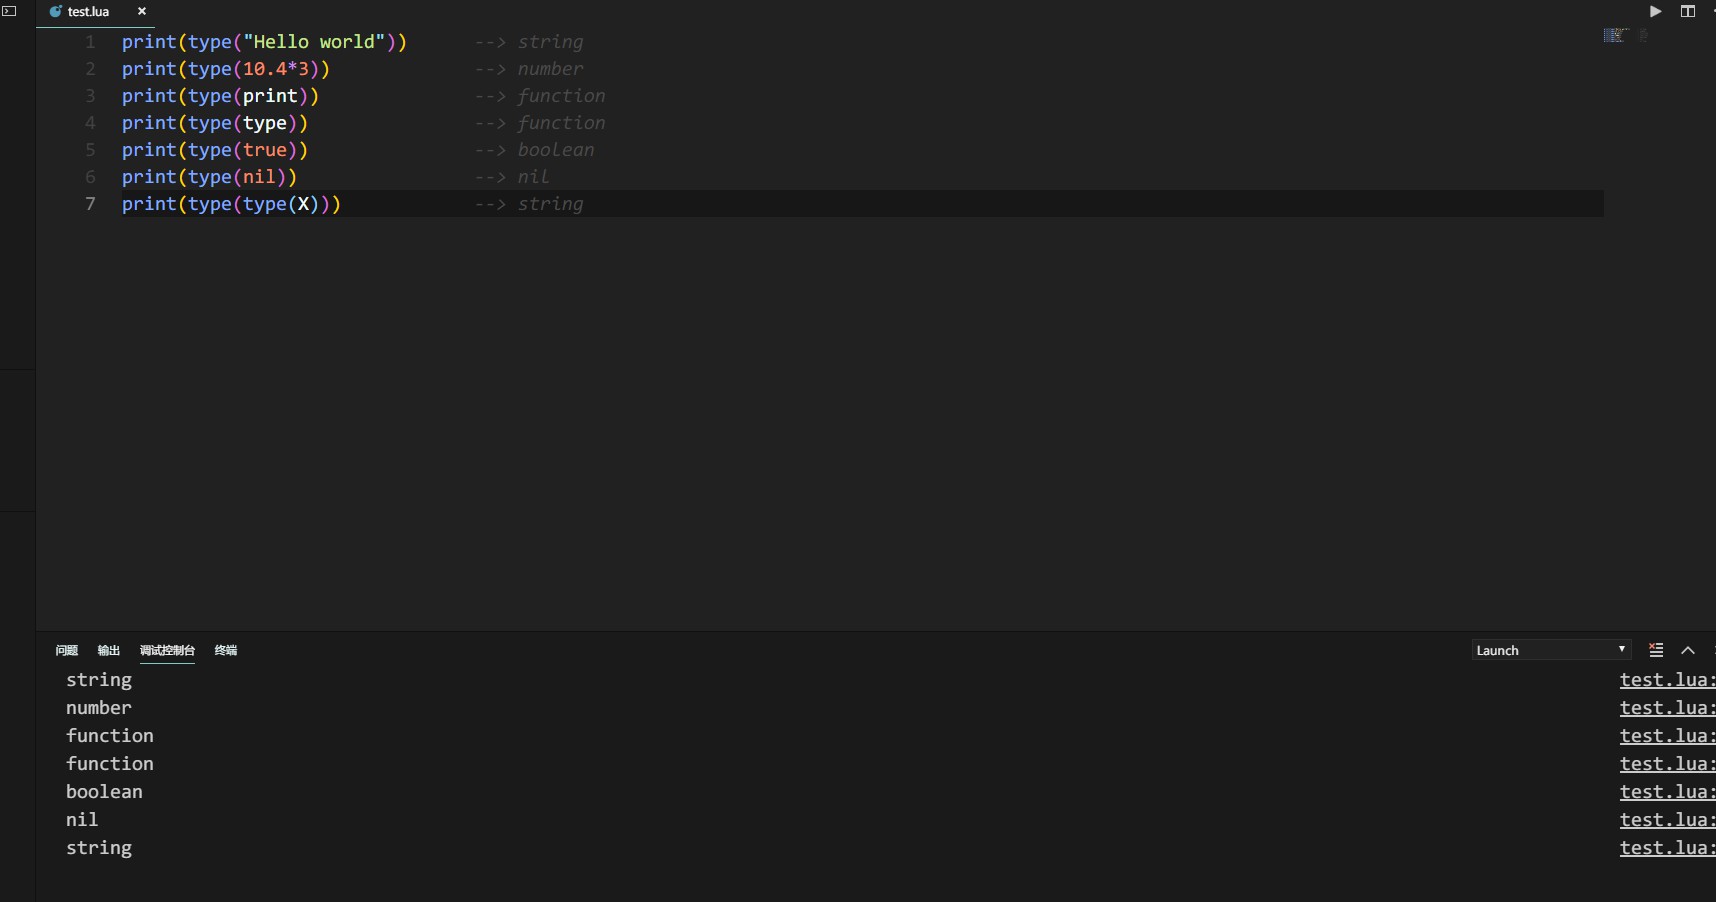 test.lua
1 print(type("Hello world")) --> string
2 print(type(10.4*3)) --> number
3 print(type(print)) --> function
4 print(type(type)) --> function
5 print(type(true)) --> boolean
6 print(type(nil)) --> nil
7 print(type(type(X))) --> string
问题 输出 调试控制台 终端 Launch
string test.lua:
number test.lua:
function test.lua:
function test.lua:
boolean test.lua:
nil test.lua:
string test.lua: